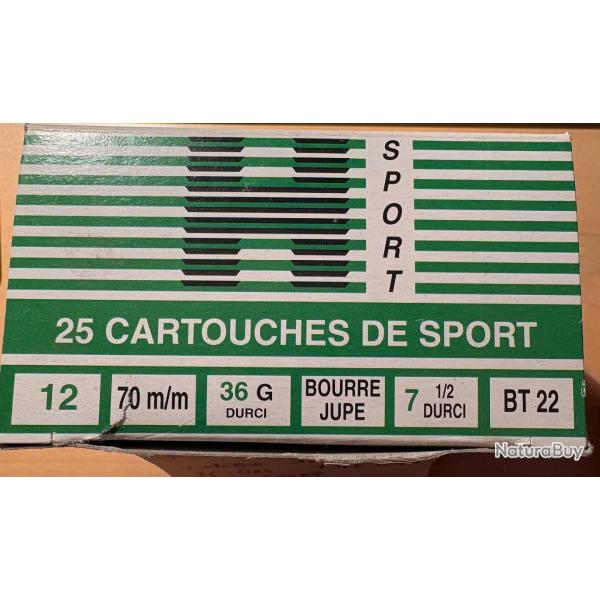 H
SPORT
25 CARTOUCHES DE SPORT
12
70 m/m
36 G
DURCI
BOURRE
JUPE
7 1/2
DURCI
BT 22
NaturaBuy